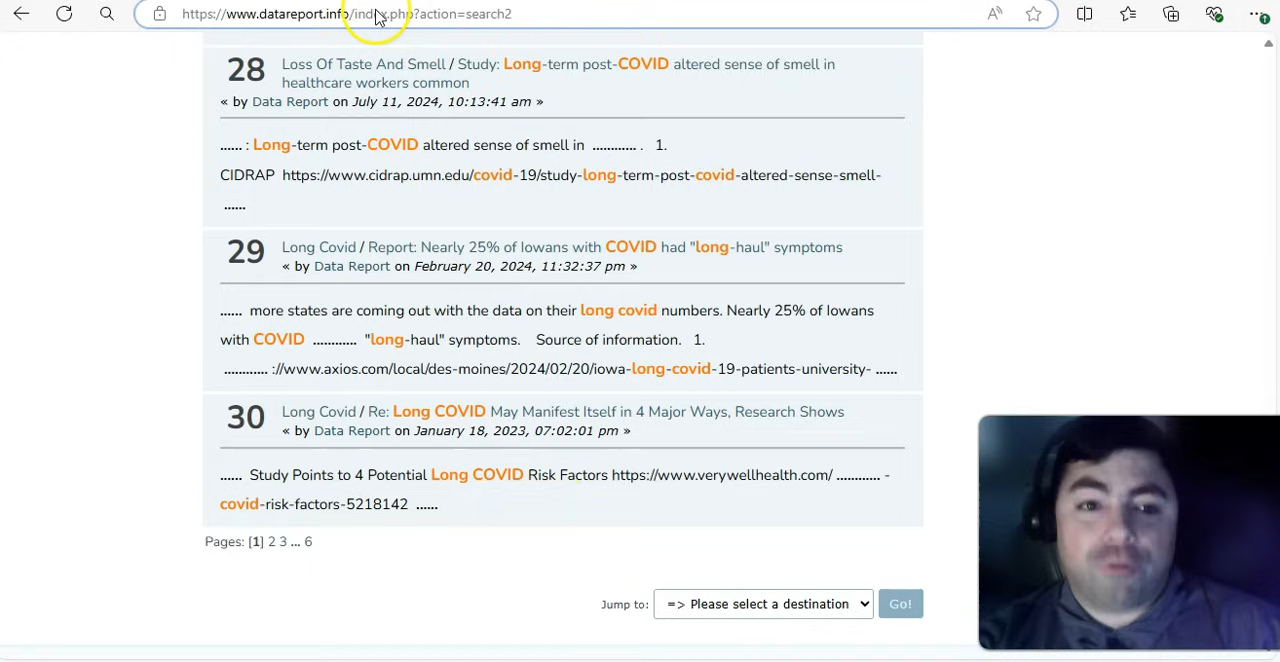 https://www.datareport.info/index.php?action=search2
28
Loss Of Taste And Smell / Study: Long-term post-COVID altered sense of smell in
healthcare workers common
« by Data Report on July 11, 2024, 10:13:41 am »
...... : Long-term post-COVID altered sense of smell in ............ . 1.
CIDRAP https://www.cidrap.umn.edu/covid-19/study-long-term-post-covid-altered-sense-smell-
......
29
Long Covid / Report: Nearly 25% of Iowans with COVID had "long-haul" symptoms
« by Data Report on February 20, 2024, 11:32:37 pm »
...... more states are coming out with the data on their long covid numbers. Nearly 25% of Iowans
with COVID ............ "long-haul" symptoms. Source of information. 1.
............ ://www.axios.com/local/des-moines/2024/02/20/iowa-long-covid-19-patients-university- ......
30
Long Covid / Re: Long COVID May Manifest Itself in 4 Major Ways, Research Shows
« by Data Report on January 18, 2023, 07:02:01 pm »
...... Study Points to 4 Potential Long COVID Risk Factors https://www.verywellhealth.com/ ............ -
covid-risk-factors-5218142 ......
Pages: [1] 2 3 ... 6
Jump to: => Please select a destination Go!